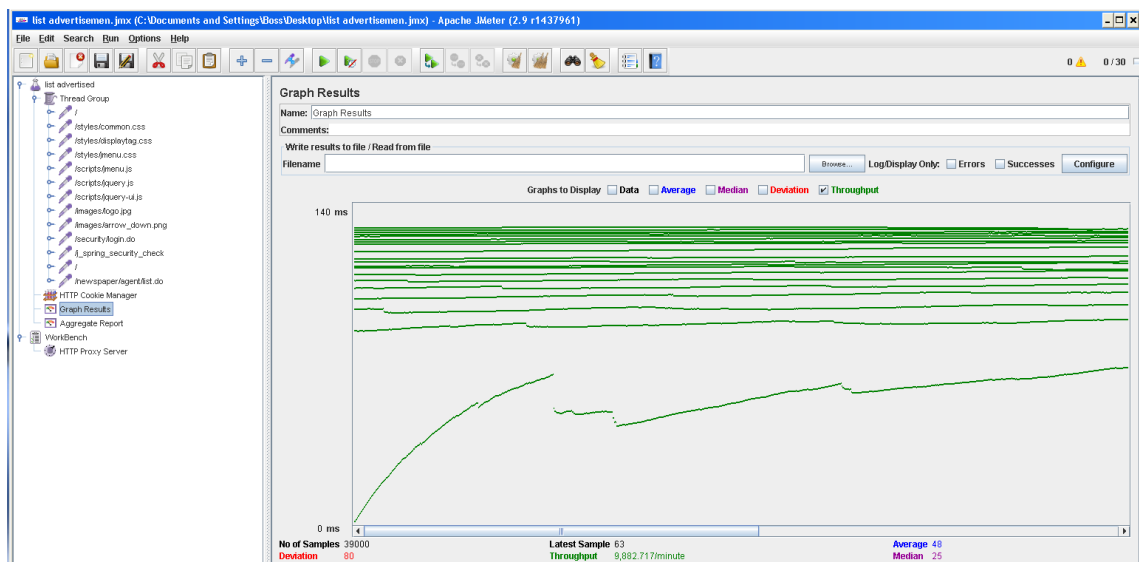 list advertisemen.jmx (C:\Documents and Settings\Boss\Desktop\list advertisemen.jmx) - Apache JMeter (2.9 r1437961)
File Edit Search Run Options Help
0 0 / 30
list advertised
Thread Group
/
/styles/common.css
/styles/displaytag.css
/styles/jmenu.css
/scripts/jmenu.js
/scripts/jquery.js
/scripts/jquery-ui.js
/images/logo.jpg
/images/arrow_down.png
/security/login.do
/j_spring_security_check
/
/newspaper/agent/list.do
HTTP Cookie Manager
Graph Results
Aggregate Report
WorkBench
HTTP Proxy Server
Graph Results
Name: Graph Results
Comments:
Write results to file / Read from file
Filename Browse... Log/Display Only: Errors Successes Configure
Graphs to Display Data Average Median Deviation Throughput
140 ms
0 ms
No of Samples 39000 Latest Sample 63 Average 48
Deviation 80 Throughput 9,882.717/minute Median 25